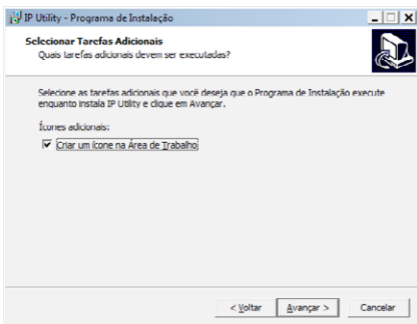 IP Utility - Programa de Instalação
Selecionar Tarefas Adicionais
Quais tarefas adicionais devem ser executadas?
Selecione as tarefas adicionais que você deseja que o Programa de Instalação execute
enquanto instala IP Utility e clique em Avançar.
Ícones adicionais:
Criar um ícone na Área de Trabalho
< Voltar Avançar > Cancelar